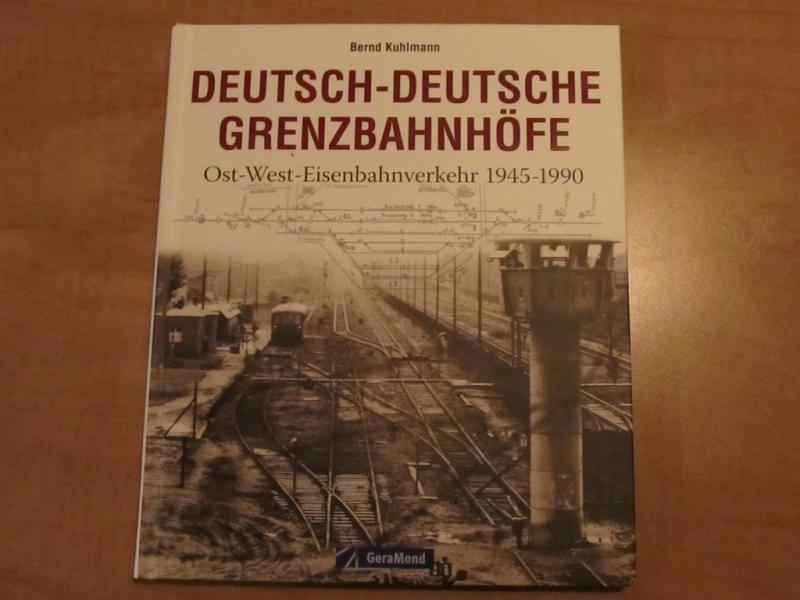 Bernd Kuhlmann
DEUTSCH-DEUTSCHE
GRENZBAHNHÖFE
Ost-West-Eisenbahnverkehr 1945-1990
GeraMond